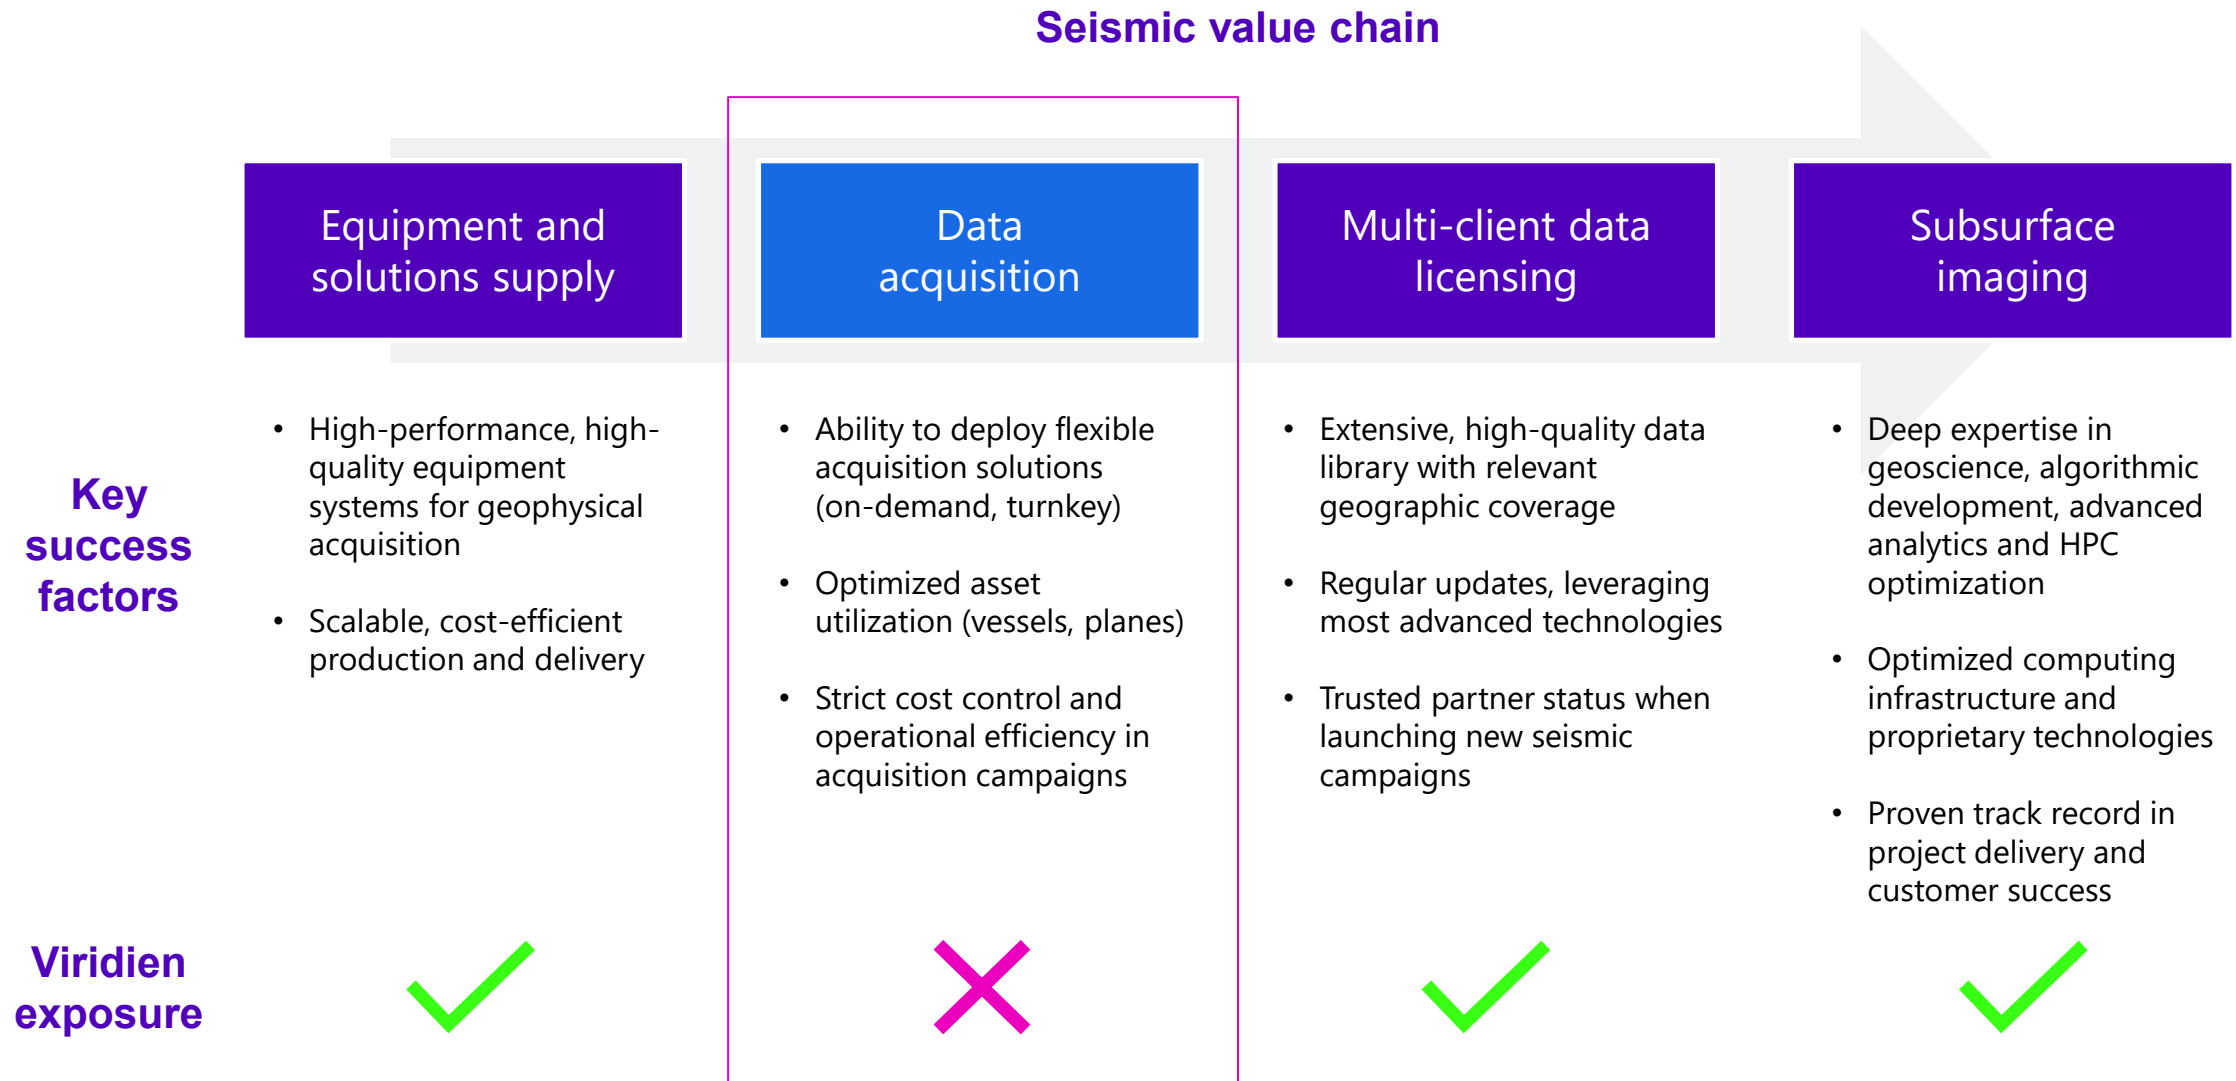 Seismic value chain
Equipment and
solutions supply
Data
acquisition
Multi-client data
licensing
Subsurface
imaging
Key
success
factors
• High-performance, high-
quality equipment
systems for geophysical
acquisition
• Scalable, cost-efficient
production and delivery
• Ability to deploy flexible
acquisition solutions
(on-demand, turnkey)
• Optimized asset
utilization (vessels, planes)
• Strict cost control and
operational efficiency in
acquisition campaigns
• Extensive, high-quality data
library with relevant
geographic coverage
• Regular updates, leveraging
most advanced technologies
• Trusted partner status when
launching new seismic
campaigns
• Deep expertise in
geoscience, algorithmic
development, advanced
analytics and HPC
optimization
• Optimized computing
infrastructure and
proprietary technologies
• Proven track record in
project delivery and
customer success
Viridien
exposure